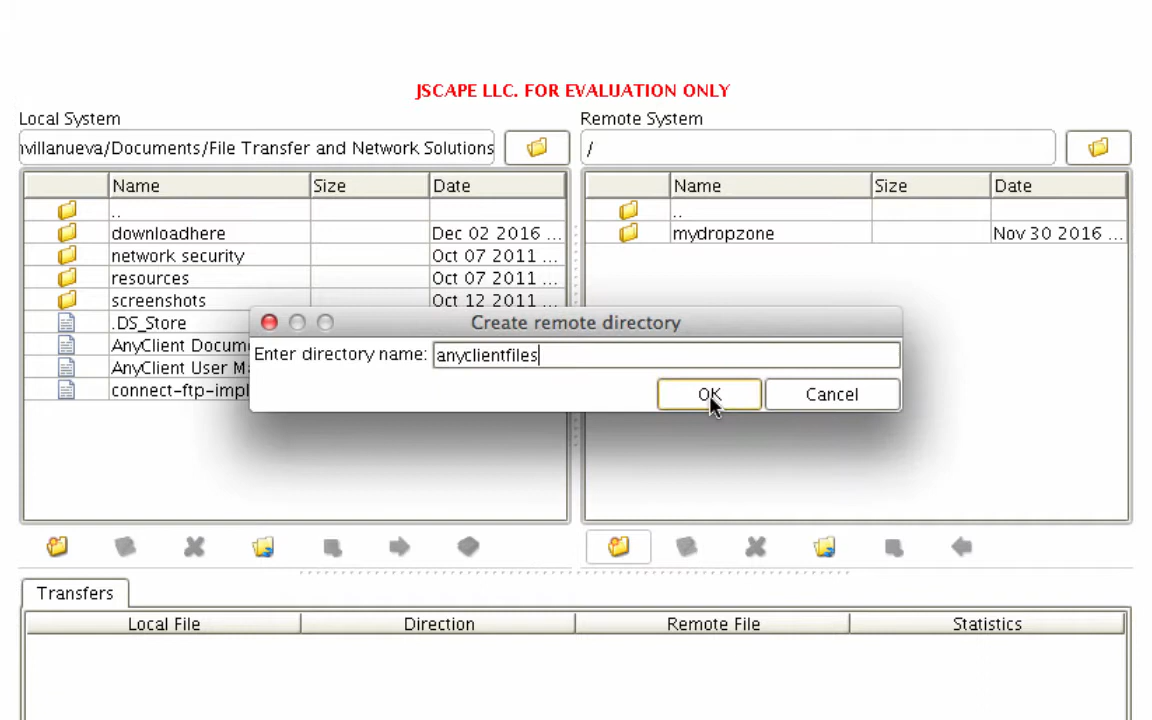 JSCAPE LLC. FOR EVALUATION ONLY
Local System
villanueva/Documents/File Transfer and Network Solutions
Name Size Date
..
downloadhere Dec 02 2016 ...
network security Oct 07 2011 ...
resources Oct 07 2011 ...
screenshots Oct 12 2011 ...
.DS_Store
AnyClient Docum
AnyClient User M
connect-ftp-impl
Remote System
/
Name Size Date
..
mydropzone Nov 30 2016 ...
Create remote directory
Enter directory name: anyclientfiles
OK Cancel
Transfers
Local File Direction Remote File Statistics